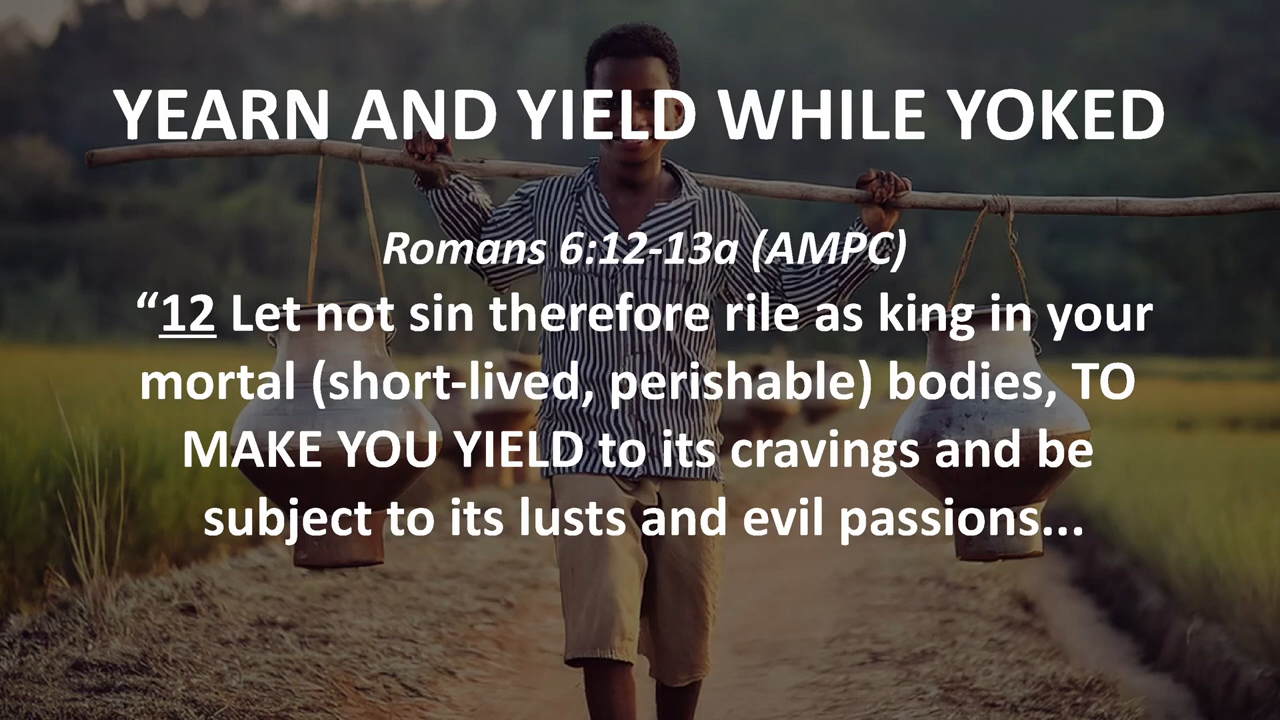 YEARN AND YIELD WHILE YOKED
Romans 6:12-13a (AMPC)
“12 Let not sin therefore rile as king in your
mortal (short-lived, perishable) bodies, TO
MAKE YOU YIELD to its cravings and be
subject to its lusts and evil passions...